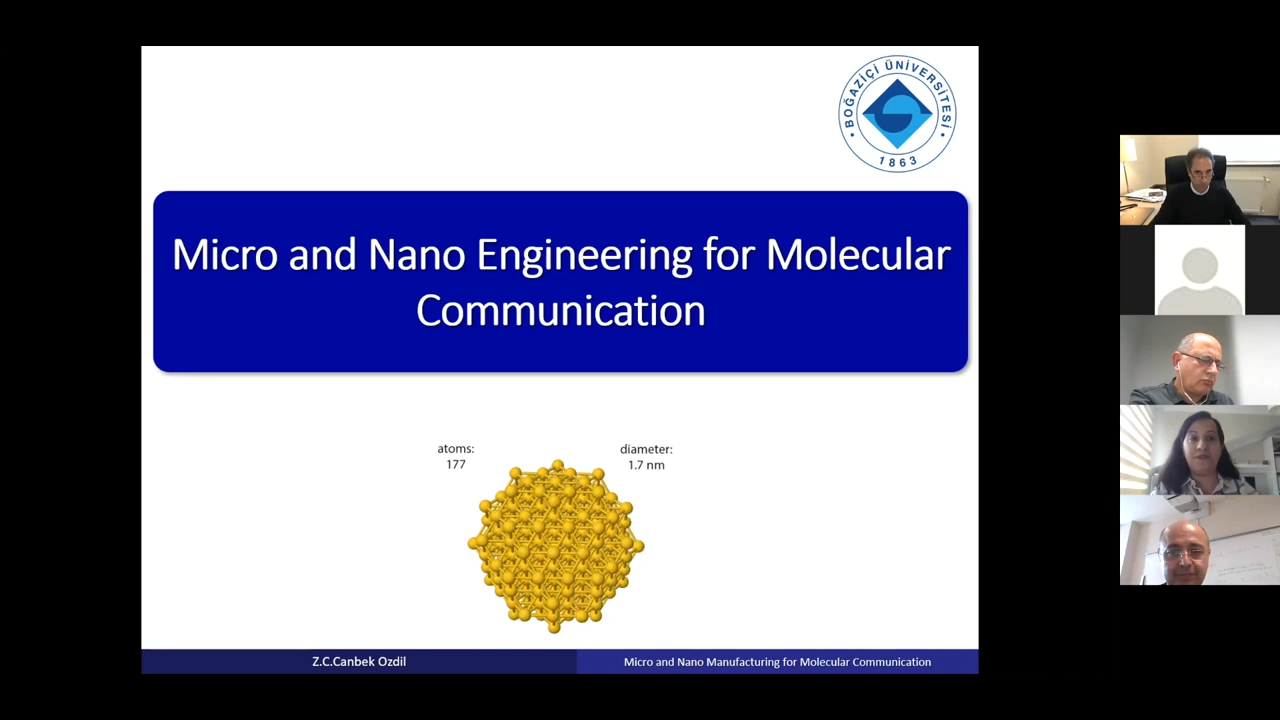 BOĞAZİÇİ ÜNİVERSİTESİ
1863
Micro and Nano Engineering for Molecular
Communication
atoms:
177
diameter:
1.7 nm
Z.C.Canbek Ozdil
Micro and Nano Manufacturing for Molecular Communication